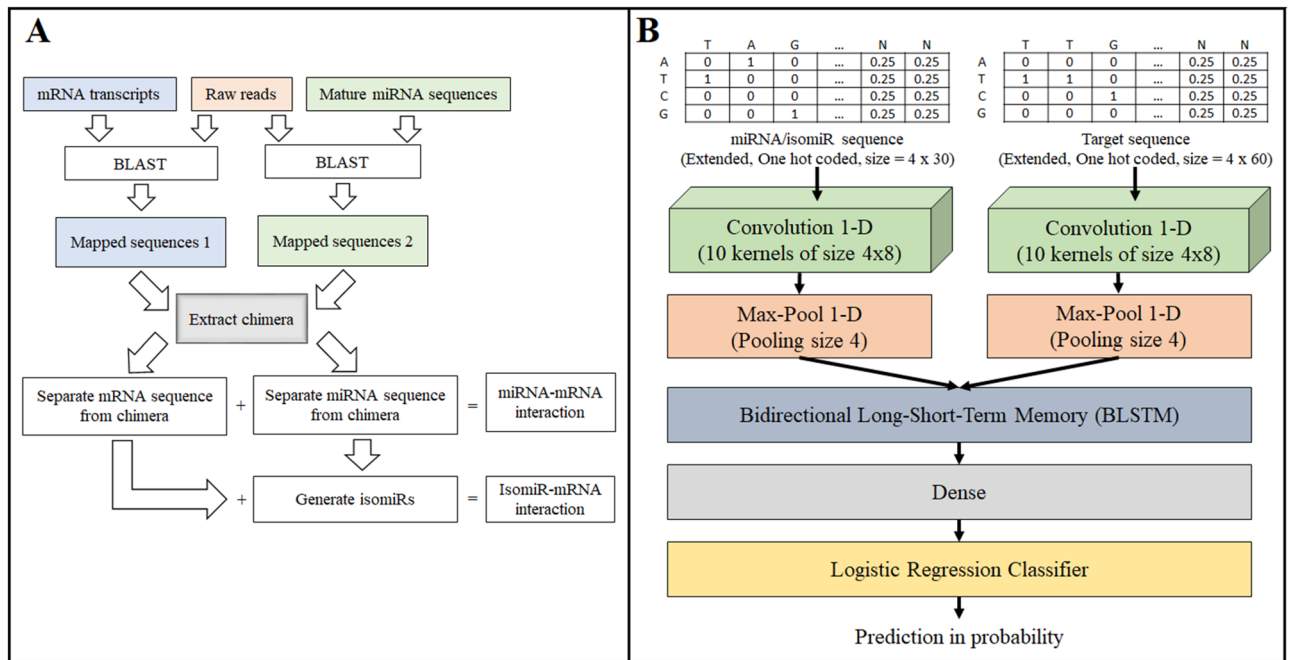 A
mRNA transcripts
Raw reads
Mature miRNA sequences
BLAST
BLAST
Mapped sequences 1
Mapped sequences 2
Extract chimera
Separate mRNA sequence
from chimera
+
Separate miRNA sequence
from chimera
=
miRNA-mRNA
interaction
+
Generate isomiRs
=
IsomiR-mRNA
interaction
B
T A G ... N N
A 0 1 0 ... 0.25 0.25
T 1 0 0 ... 0.25 0.25
C 0 0 0 ... 0.25 0.25
G 0 0 1 ... 0.25 0.25
miRNA/isomiR sequence
(Extended, One hot coded, size = 4 x 30)
T T G ... N N
A 0 0 0 ... 0.25 0.25
T 1 1 0 ... 0.25 0.25
C 0 0 1 ... 0.25 0.25
G 0 0 0 ... 0.25 0.25
Target sequence
(Extended, One hot coded, size = 4 x 60)
Convolution 1-D
(10 kernels of size 4x8)
Convolution 1-D
(10 kernels of size 4x8)
Max-Pool 1-D
(Pooling size 4)
Max-Pool 1-D
(Pooling size 4)
Bidirectional Long-Short-Term Memory (BLSTM)
Dense
Logistic Regression Classifier
Prediction in probability